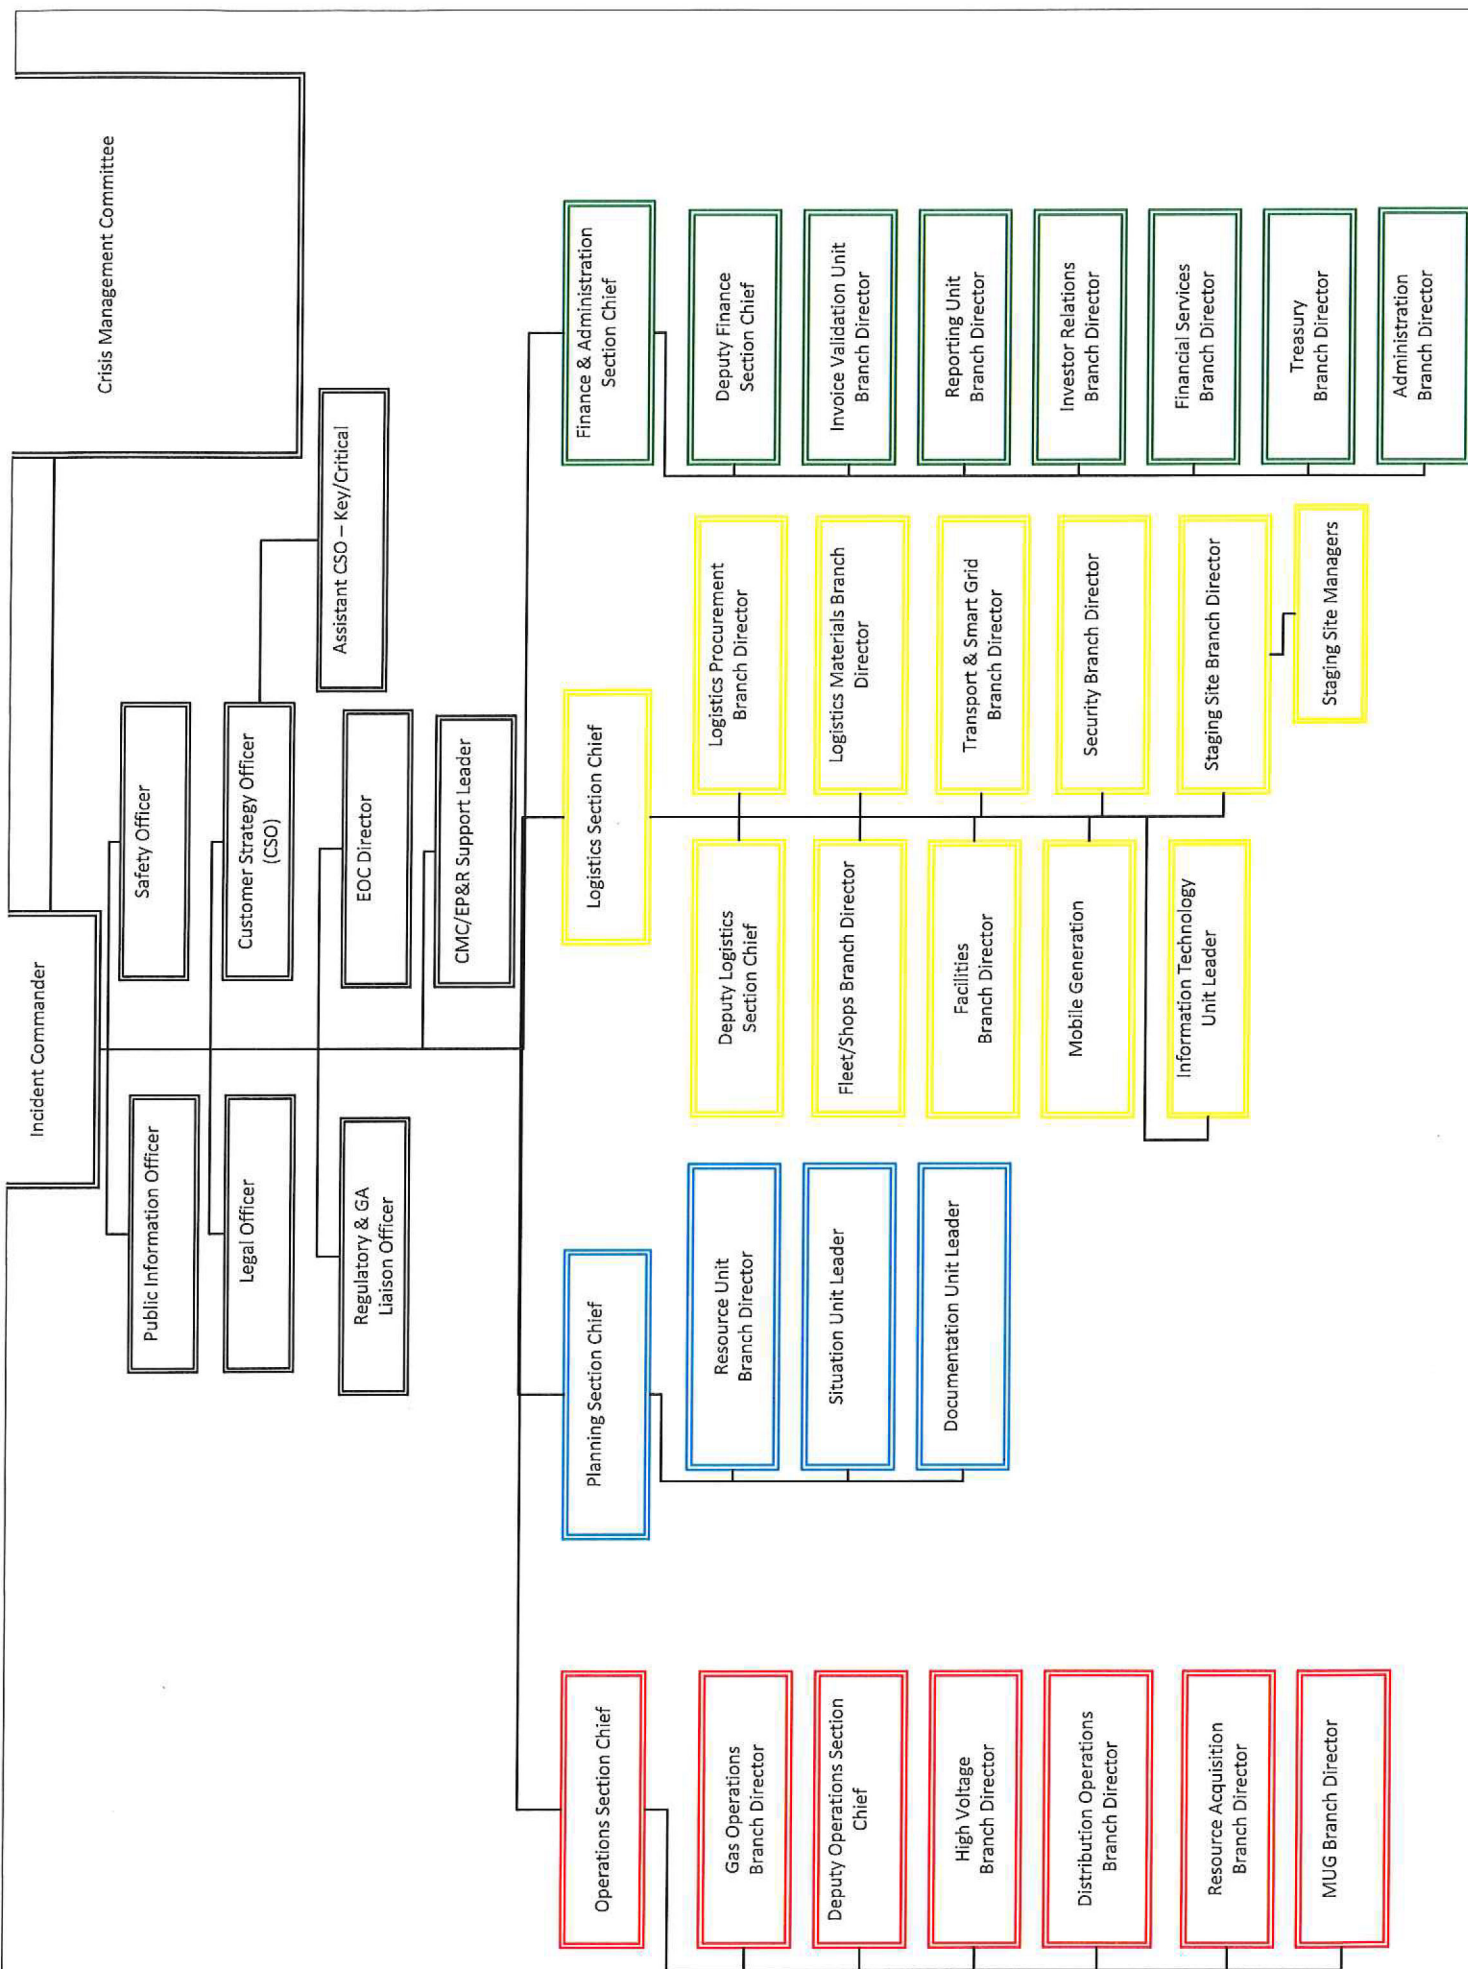 Crisis Management Committee
Incident Commander
Public Information Officer
Safety Officer
Legal Officer
Customer Strategy Officer
(CSO)
Assistant CSO – Key/Critical
Regulatory & GA
Liaison Officer
EOC Director
CMC/EP&R Support Leader
Operations Section Chief
Gas Operations
Branch Director
Deputy Operations Section
Chief
High Voltage
Branch Director
Distribution Operations
Branch Director
Resource Acquisition
Branch Director
MUG Branch Director
Planning Section Chief
Resource Unit
Branch Director
Situation Unit Leader
Documentation Unit Leader
Logistics Section Chief
Deputy Logistics
Section Chief
Fleet/Shops Branch Director
Facilities
Branch Director
Mobile Generation
Information Technology
Unit Leader
Logistics Procurement
Branch Director
Logistics Materials Branch
Director
Transport & Smart Grid
Branch Director
Security Branch Director
Staging Site Branch Director
Staging Site Managers
Finance & Administration
Section Chief
Deputy Finance
Section Chief
Invoice Validation Unit
Branch Director
Reporting Unit
Branch Director
Investor Relations
Branch Director
Financial Services
Branch Director
Treasury
Branch Director
Administration
Branch Director